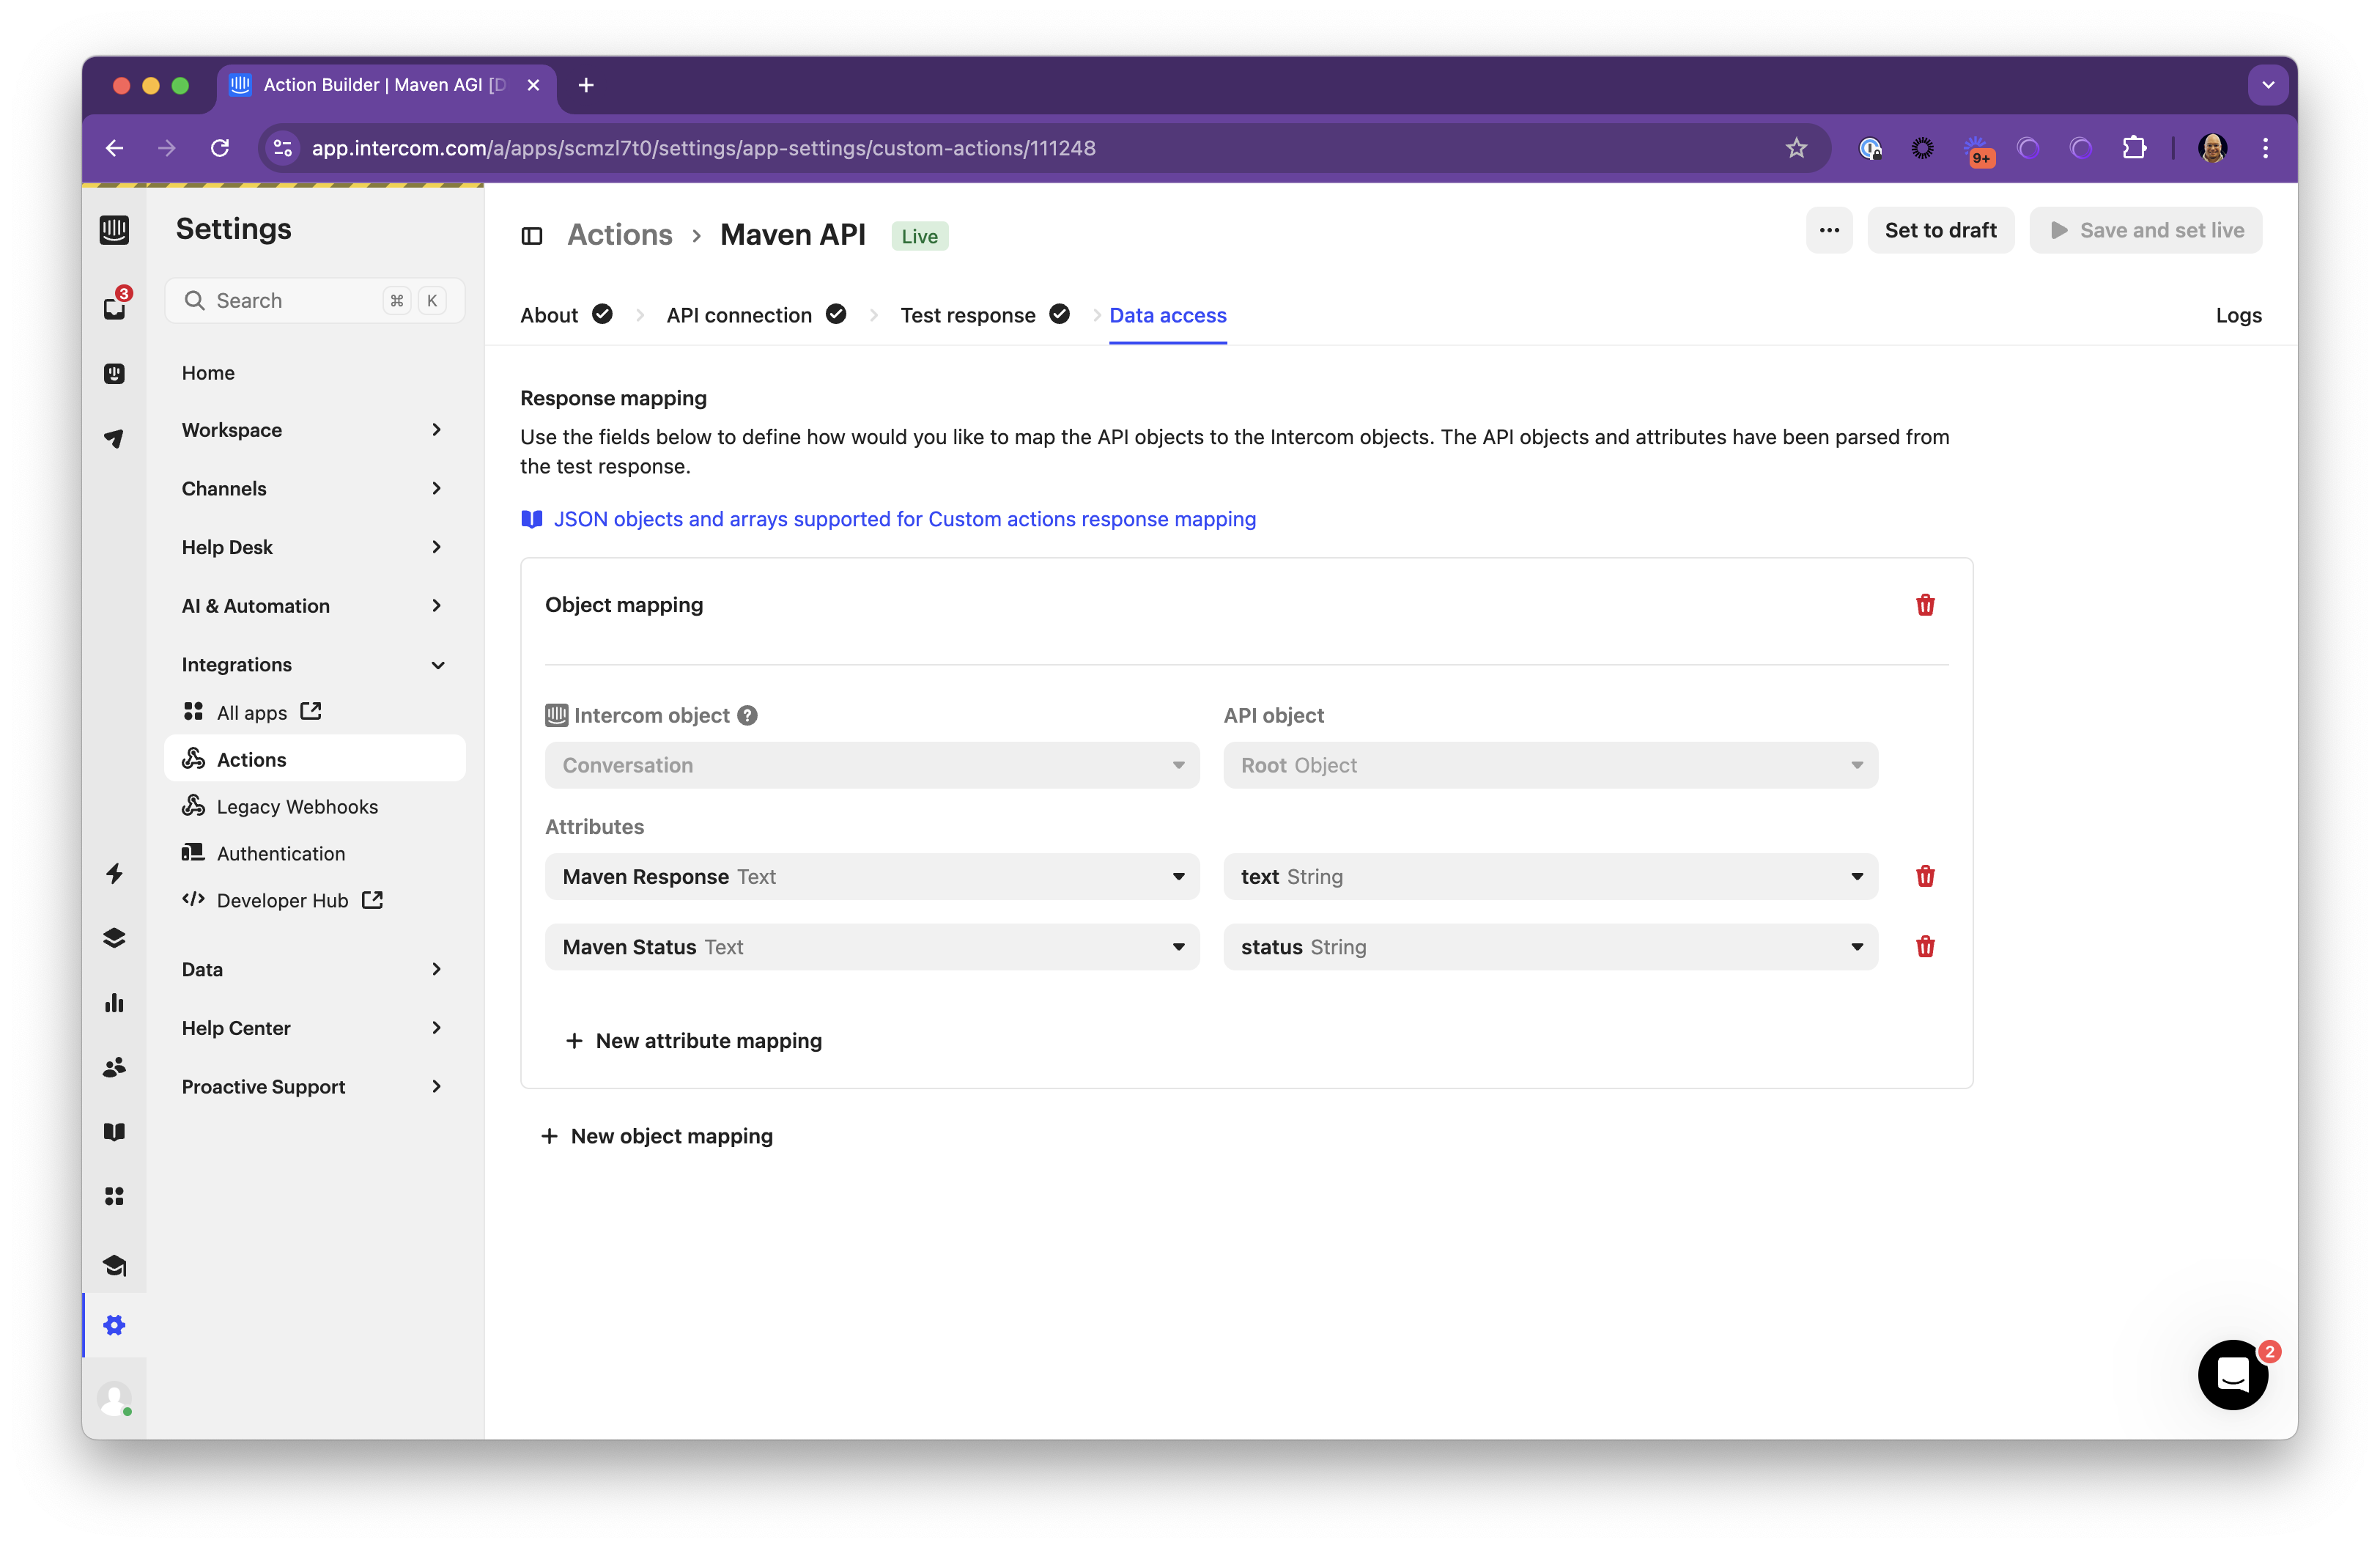 Action Builder | Maven AGI [D
app.intercom.com/a/apps/scmzl7t0/settings/app-settings/custom-actions/111248
9+
Settings
Search ⌘ K
3
Home
Workspace
Channels
Help Desk
AI & Automation
Integrations
All apps
Actions
Legacy Webhooks
Authentication
Developer Hub
Data
Help Center
Proactive Support
Actions > Maven API Live
Set to draft
Save and set live
About
API connection
Test response
Data access
Logs
Response mapping
Use the fields below to define how would you like to map the API objects to the Intercom objects. The API objects and attributes have been parsed from
the test response.
JSON objects and arrays supported for Custom actions response mapping
Object mapping
Intercom object ?
API object
Conversation
Root Object
Attributes
Maven Response Text
text String
Maven Status Text
status String
+ New attribute mapping
+ New object mapping
2